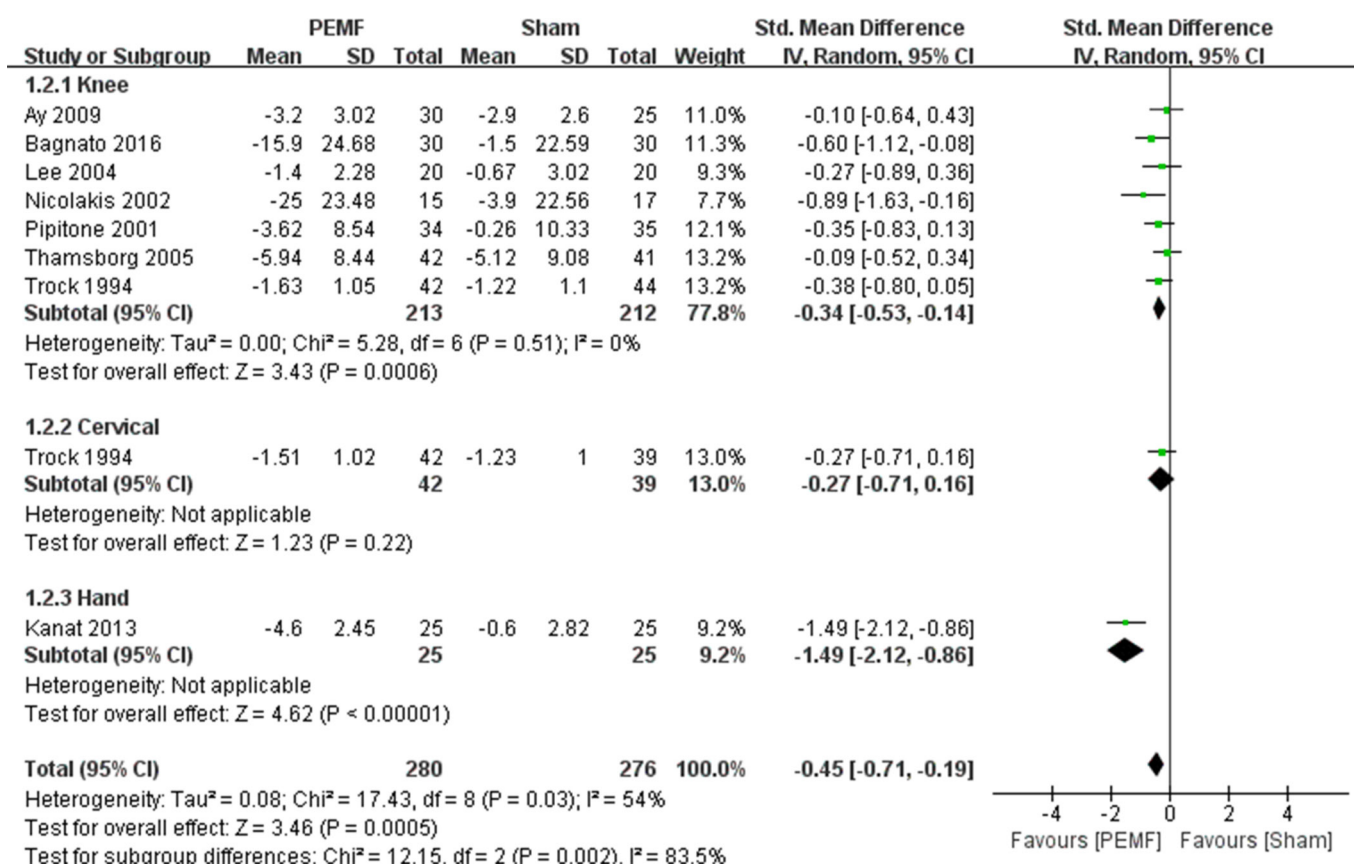 PEMF Sham Std. Mean Difference Std. Mean Difference
Study or Subgroup Mean SD Total Mean SD Total Weight IV, Random, 95% CI IV, Random, 95% CI
1.2.1 Knee
Ay 2009 -3.2 3.02 30 -2.9 2.6 25 11.0% -0.10 [-0.64, 0.43]
Bagnato 2016 -15.9 24.68 30 -1.5 22.59 30 11.3% -0.60 [-1.12, -0.08]
Lee 2004 -1.4 2.28 20 -0.67 3.02 20 9.3% -0.27 [-0.89, 0.36]
Nicolakis 2002 -25 23.48 15 -3.9 22.56 17 7.7% -0.89 [-1.63, -0.16]
Pipitone 2001 -3.62 8.54 34 -0.26 10.33 35 12.1% -0.35 [-0.83, 0.13]
Thamsborg 2005 -5.94 8.44 42 -5.12 9.08 41 13.2% -0.09 [-0.52, 0.34]
Trock 1994 -1.63 1.05 42 -1.22 1.1 44 13.2% -0.38 [-0.80, 0.05]
Subtotal (95% CI) 213 212 77.8% -0.34 [-0.53, -0.14]
Heterogeneity: Tau² = 0.00; Chi² = 5.28, df = 6 (P = 0.51); I² = 0%
Test for overall effect: Z = 3.43 (P = 0.0006)
1.2.2 Cervical
Trock 1994 -1.51 1.02 42 -1.23 1 39 13.0% -0.27 [-0.71, 0.16]
Subtotal (95% CI) 42 39 13.0% -0.27 [-0.71, 0.16]
Heterogeneity: Not applicable
Test for overall effect: Z = 1.23 (P = 0.22)
1.2.3 Hand
Kanat 2013 -4.6 2.45 25 -0.6 2.82 25 9.2% -1.49 [-2.12, -0.86]
Subtotal (95% CI) 25 25 9.2% -1.49 [-2.12, -0.86]
Heterogeneity: Not applicable
Test for overall effect: Z = 4.62 (P < 0.00001)
Total (95% CI) 280 276 100.0% -0.45 [-0.71, -0.19]
Heterogeneity: Tau² = 0.08; Chi² = 17.43, df = 8 (P = 0.03); I² = 54%
Test for overall effect: Z = 3.46 (P = 0.0005)
Test for subgroup differences: Chi² = 12.15, df = 2 (P = 0.002), I² = 83.5%
-4 -2 0 2 4
Favours [PEMF] Favours [Sham]